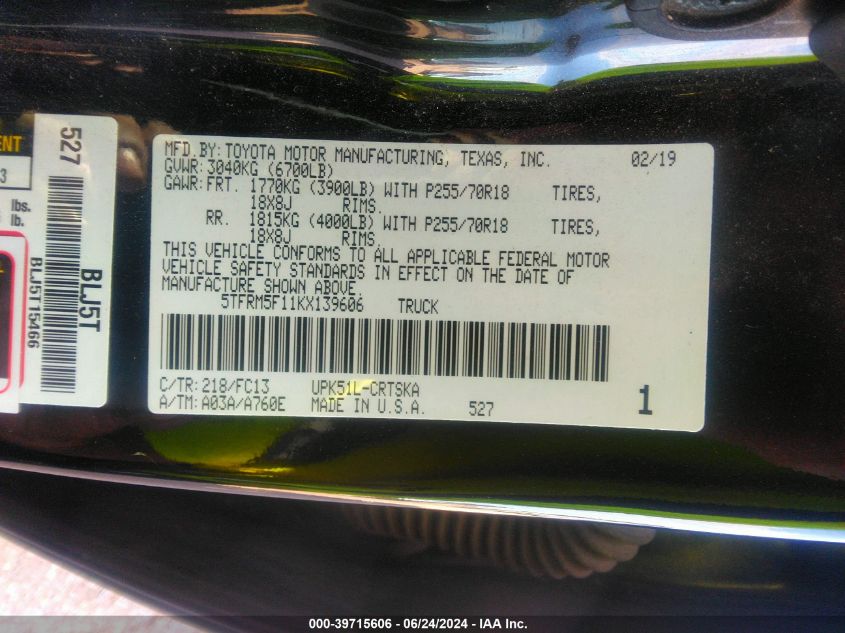 MFD. BY: TOYOTA MOTOR MANUFACTURING, TEXAS, INC. 02/19
GVWR: 3040KG (6700LB)
GAWR: FRT. 1770KG (3900LB) WITH P255/70R18 TIRES,
18X8J RIMS.
RR. 1815KG (4000LB) WITH P255/70R18 TIRES,
18X8J RIMS.
THIS VEHICLE CONFORMS TO ALL APPLICABLE FEDERAL MOTOR
VEHICLE SAFETY STANDARDS IN EFFECT ON THE DATE OF
MANUFACTURE SHOWN ABOVE.
5TFRM5F11KX139606 TRUCK
C/TR: 218/FC13 UPK51L-CRTSKA
A/TM: A03A/A760E MADE IN U.S.A. 527 1
527
BLJ5T
BLJ5T15466
lbs.
lb.
000-39715606 - 06/24/2024 - IAA Inc.